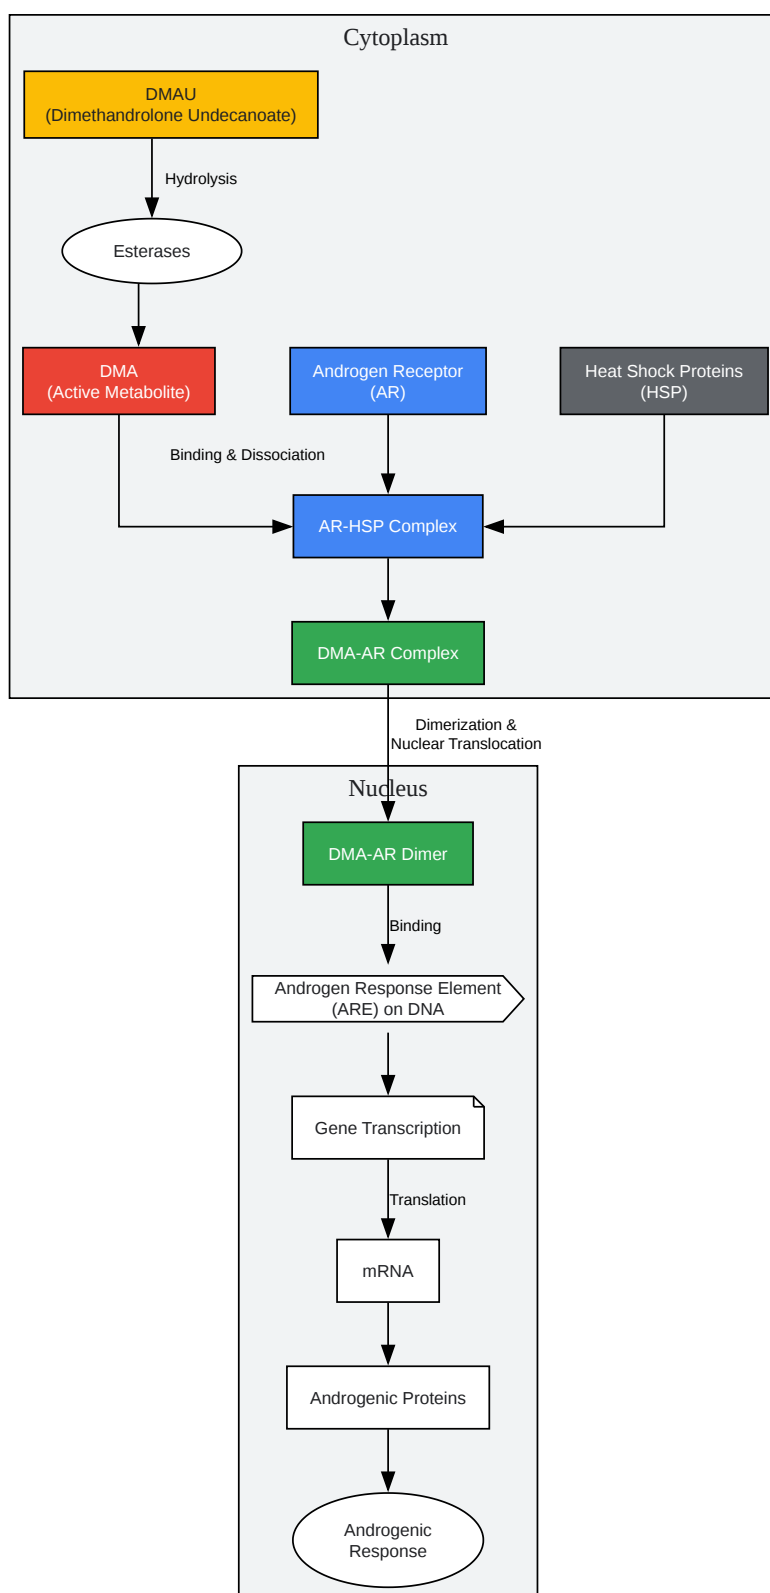 Cytoplasm
DMAU
(Dimethandrolone Undecanoate)
Hydrolysis
Esterases
DMA
(Active Metabolite)
Androgen Receptor
(AR)
Heat Shock Proteins
(HSP)
Binding & Dissociation
AR-HSP Complex
DMA-AR Complex
Dimerization &
Nuclear Translocation
Nucleus
DMA-AR Dimer
Binding
Androgen Response Element
(ARE) on DNA
Gene Transcription
Translation
mRNA
Androgenic Proteins
Androgenic
Response